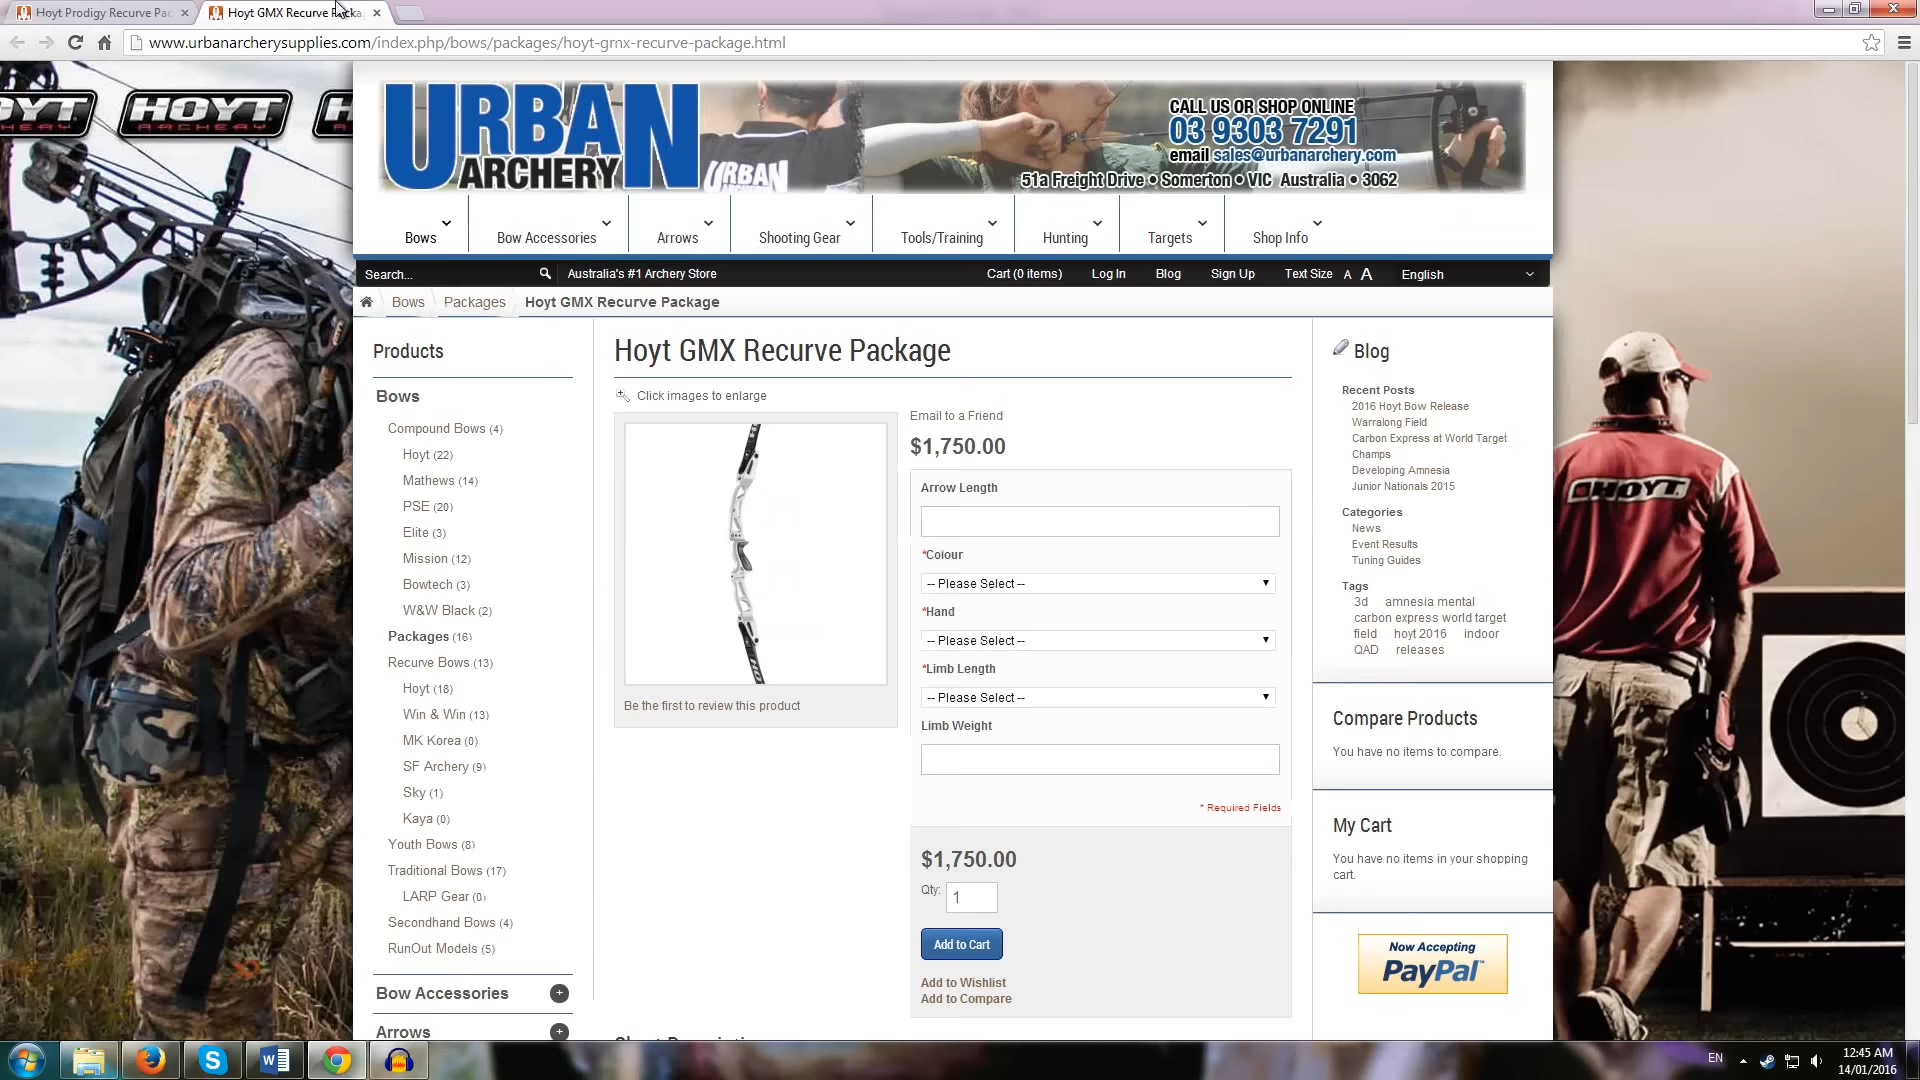 Hoyt Prodigy Recurve Pac
Hoyt GMX Recurve Packa
www.urbanarcherysupplies.com/index.php/bows/packages/hoyt-gmx-recurve-package.html
HOYT
ARCHERY
URBAN
ARCHERY
URBAN
CALL US OR SHOP ONLINE
03 9303 7291
email sales@urbanarchery.com
51a Freight Drive • Somerton • VIC Australia • 3062
Bows
Bow Accessories
Arrows
Shooting Gear
Tools/Training
Hunting
Targets
Shop Info
Search...
Australia's #1 Archery Store
Cart (0 items)
Log In
Blog
Sign Up
Text Size A A
English
Bows
Packages
Hoyt GMX Recurve Package
Products
Bows
Compound Bows (4)
Hoyt (22)
Mathews (14)
PSE (20)
Elite (3)
Mission (12)
Bowtech (3)
W&W Black (2)
Packages (16)
Recurve Bows (13)
Hoyt (18)
Win & Win (13)
MK Korea (0)
SF Archery (9)
Sky (1)
Kaya (0)
Youth Bows (8)
Traditional Bows (17)
LARP Gear (0)
Secondhand Bows (4)
RunOut Models (5)
Bow Accessories
Arrows
Hoyt GMX Recurve Package
Click images to enlarge
Be the first to review this product
Email to a Friend
$1,750.00
Arrow Length
*Colour
-- Please Select --
*Hand
-- Please Select --
*Limb Length
-- Please Select --
Limb Weight
* Required Fields
$1,750.00
Qty: 1
Add to Cart
Add to Wishlist
Add to Compare
Blog
Recent Posts
2016 Hoyt Bow Release
Warralong Field
Carbon Express at World Target
Champs
Developing Amnesia
Junior Nationals 2015
Categories
News
Event Results
Tuning Guides
Tags
3d amnesia mental
carbon express world target
field hoyt 2016 indoor
QAD releases
Compare Products
You have no items to compare.
My Cart
You have no items in your shopping
cart.
Now Accepting
PayPal
HOYT
EN
12:45 AM
14/01/2016